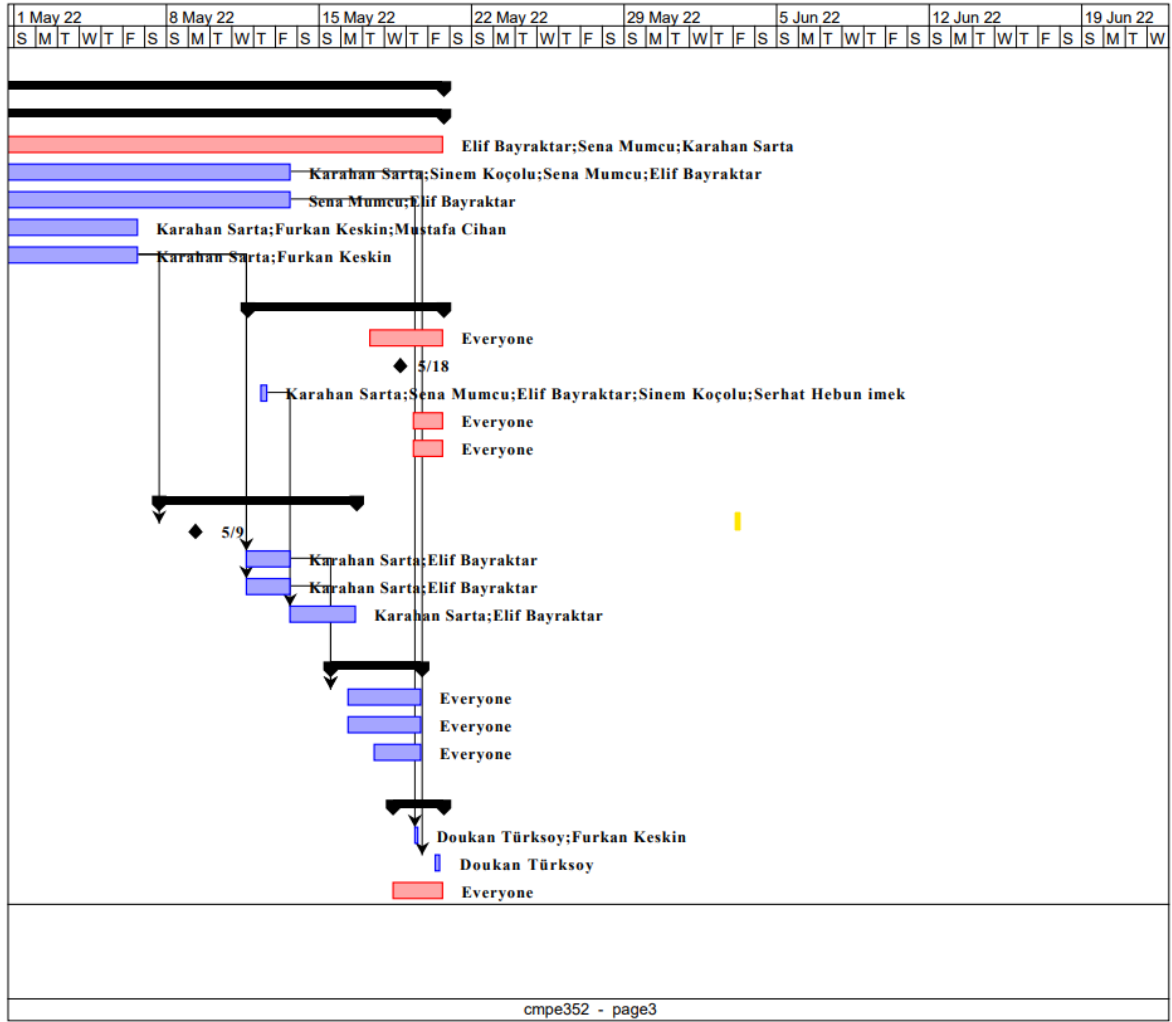 1 May 22 8 May 22 15 May 22 22 May 22 29 May 22 5 Jun 22 12 Jun 22 19 Jun 22
S M T W T F S S M T W T F S S M T W T F S S M T W T F S S M T W T F S S M T W T F S S M T W T F S S M T W
Elif Bayraktar;Sena Mumcu;Karahan Sarta
Karahan Sarta;Sinem Koçolu;Sena Mumcu;Elif Bayraktar
Sena Mumcu;Elif Bayraktar
Karahan Sarta;Furkan Keskin;Mustafa Cihan
Karahan Sarta;Furkan Keskin
Everyone
5/18
Karahan Sarta;Sena Mumcu;Elif Bayraktar;Sinem Koçolu;Serhat Hebun imek
Everyone
Everyone
5/9
Karahan Sarta;Elif Bayraktar
Karahan Sarta;Elif Bayraktar
Karahan Sarta;Elif Bayraktar
Everyone
Everyone
Everyone
Doukan Türksoy;Furkan Keskin
Doukan Türksoy
Everyone
cmpe352 - page3